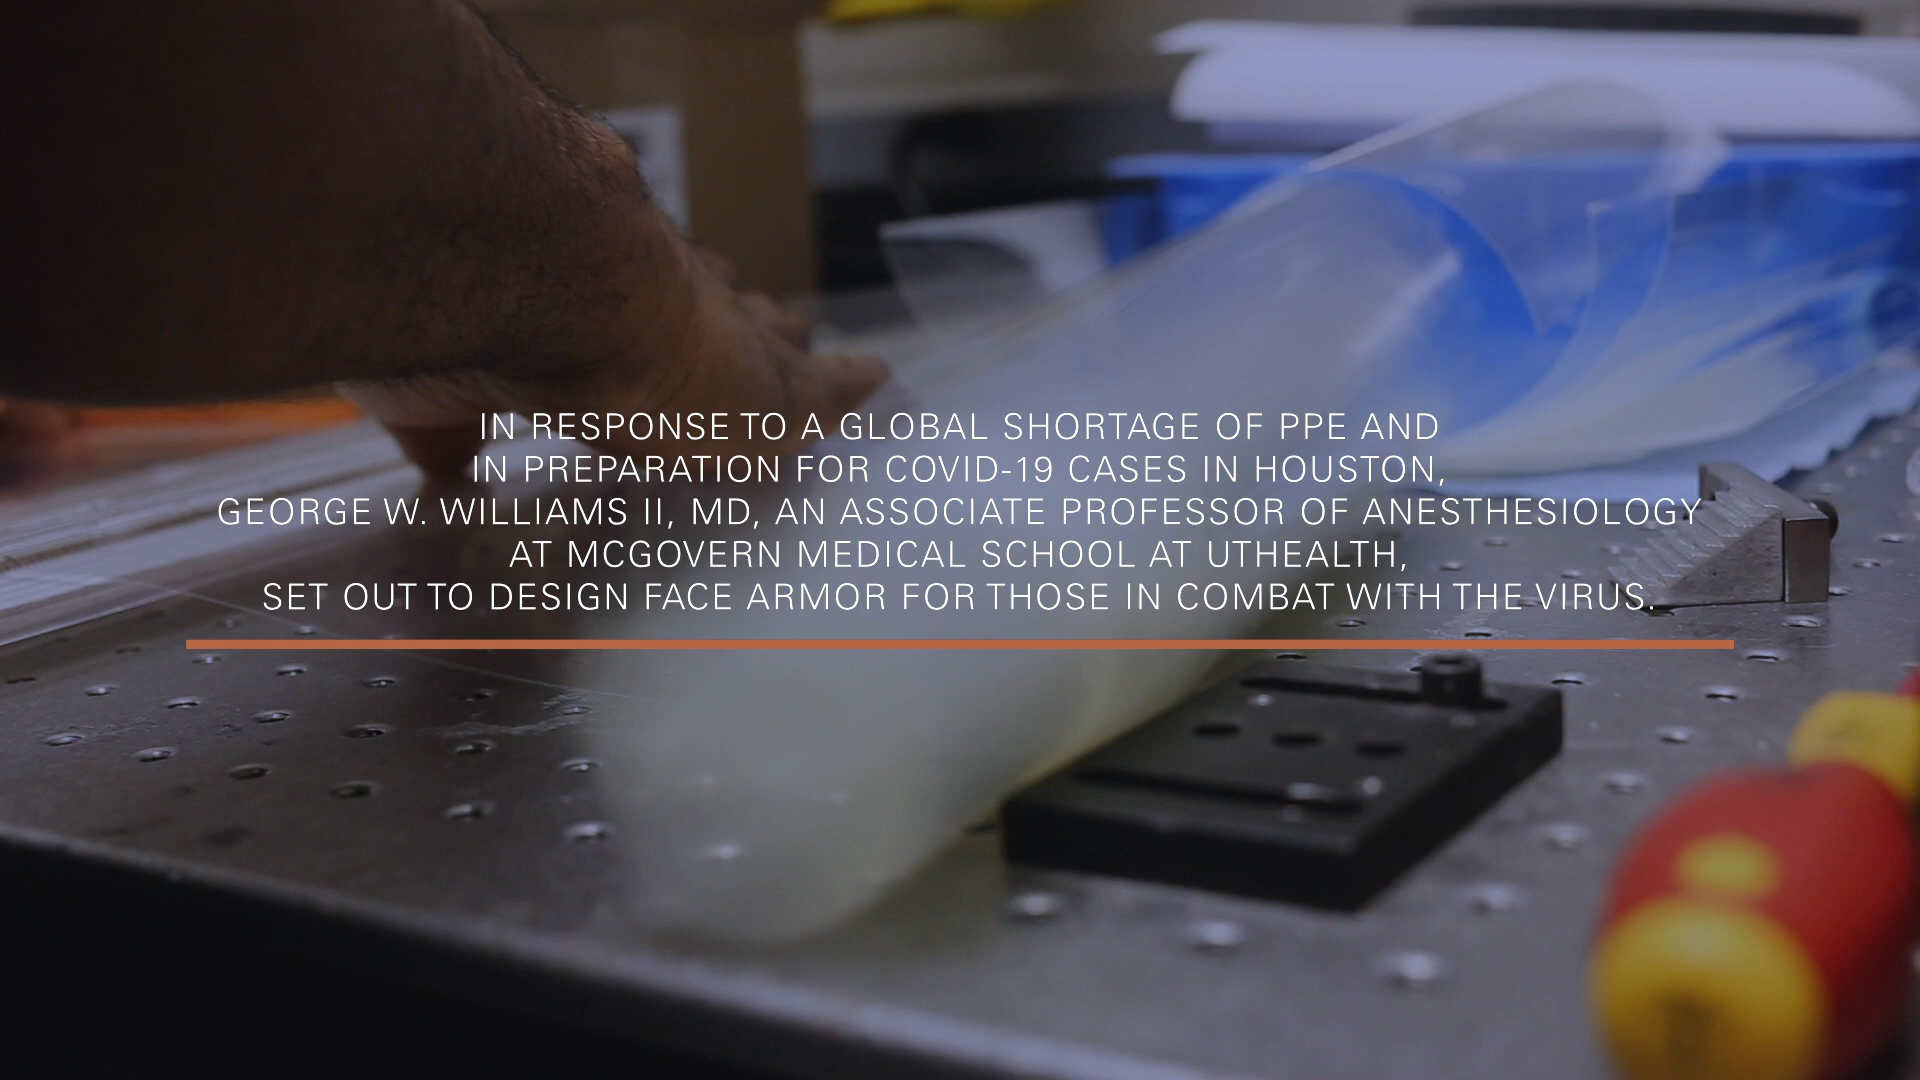 IN RESPONSE TO A GLOBAL SHORTAGE OF PPE AND
IN PREPARATION FOR COVID-19 CASES IN HOUSTON,
GEORGE W. WILLIAMS II, MD, AN ASSOCIATE PROFESSOR OF ANESTHESIOLOGY
AT MCGOVERN MEDICAL SCHOOL AT UTHEALTH,
SET OUT TO DESIGN FACE ARMOR FOR THOSE IN COMBAT WITH THE VIRUS.